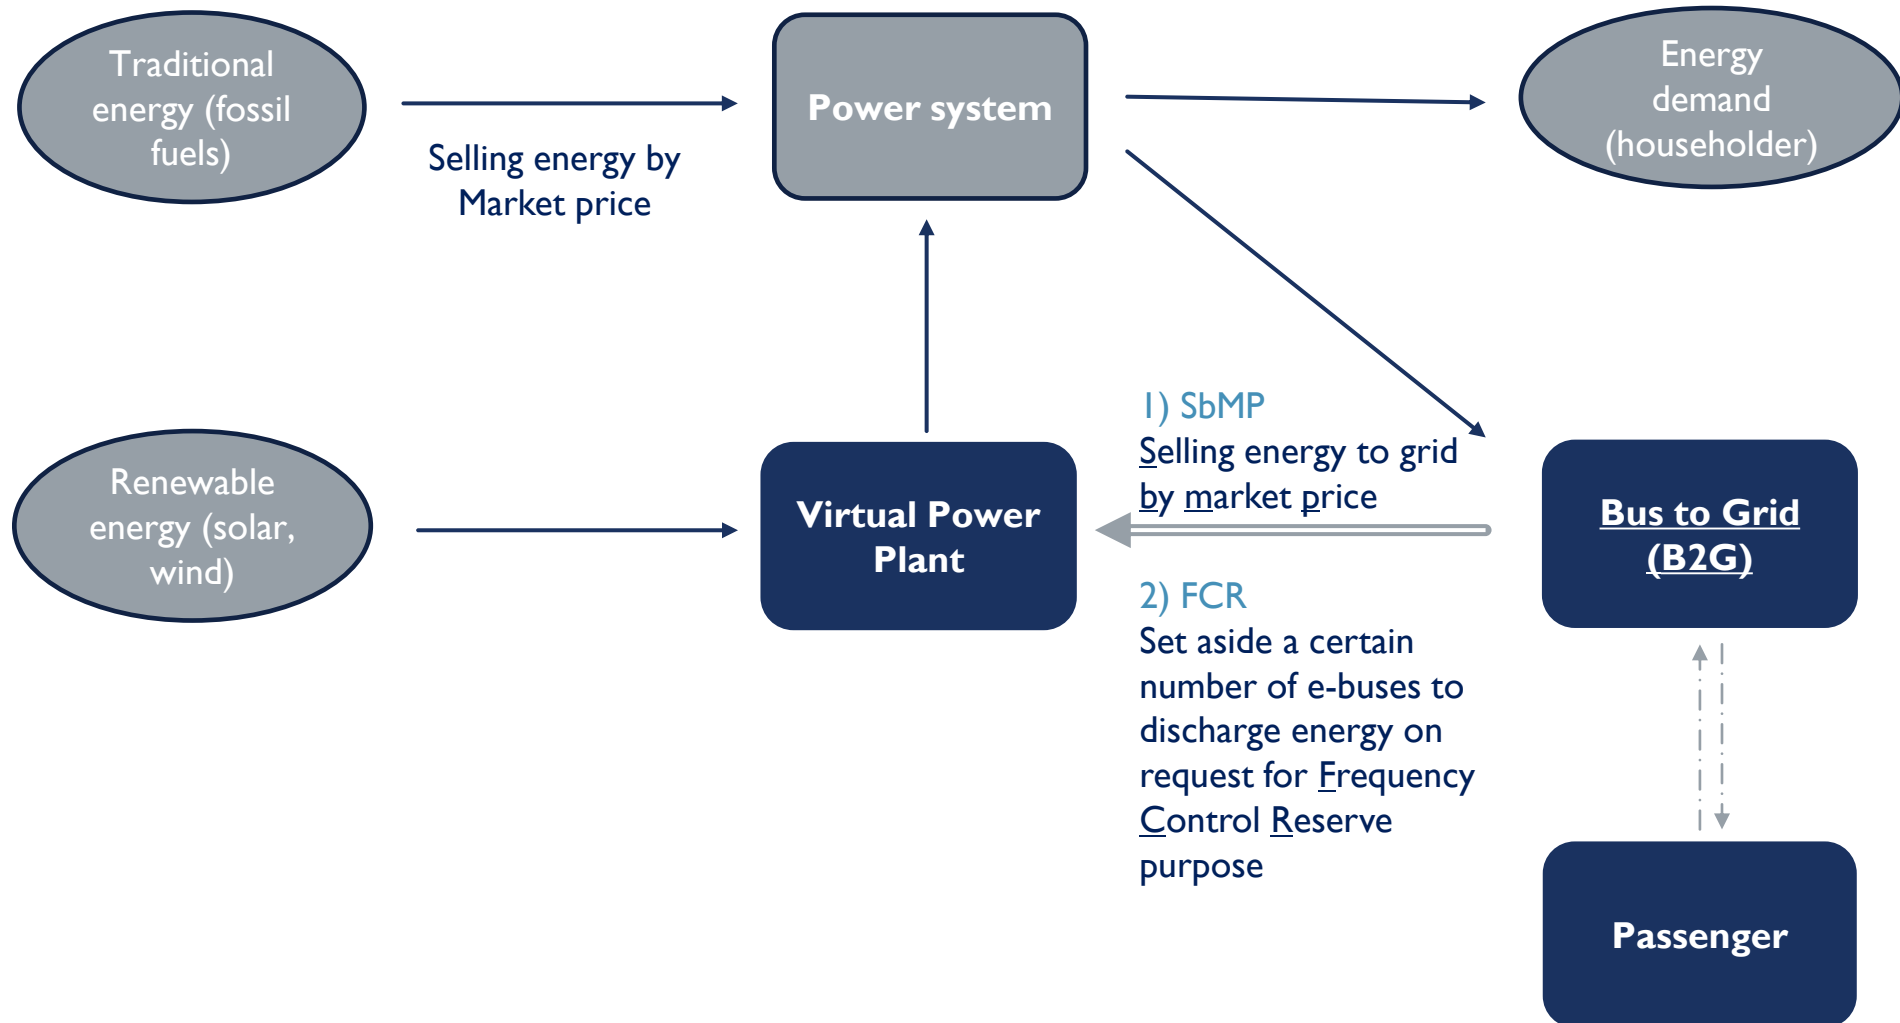 Traditional
energy (fossil
fuels)
Selling energy by
Market price
Power system
Energy
demand
(householder)
Renewable
energy (solar,
wind)
Virtual Power
Plant
1) SbMP
Selling energy to grid
by market price
2) FCR
Set aside a certain
number of e-buses to
discharge energy on
request for Frequency
Control Reserve
purpose
Bus to Grid
(B2G)
Passenger